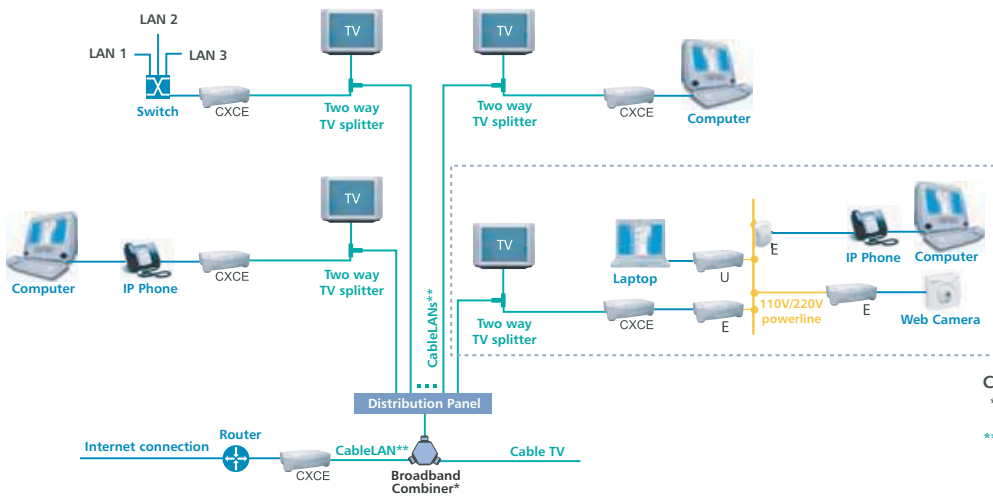 LAN 2
LAN 1
LAN 3
Switch
CXCE
TV
Two way
TV splitter
TV
Two way
TV splitter
CXCE
Computer
Computer
IP Phone
CXCE
TV
Two way
TV splitter
CableLANs**
TV
Two way
TV splitter
CXCE
Laptop
U
E
E
110V/220V
powerline
IP Phone
Computer
E
Web Camera
C
*
**
Distribution Panel
Internet connection
Router
CXCE
CableLAN**
Broadband
Combiner*
Cable TV